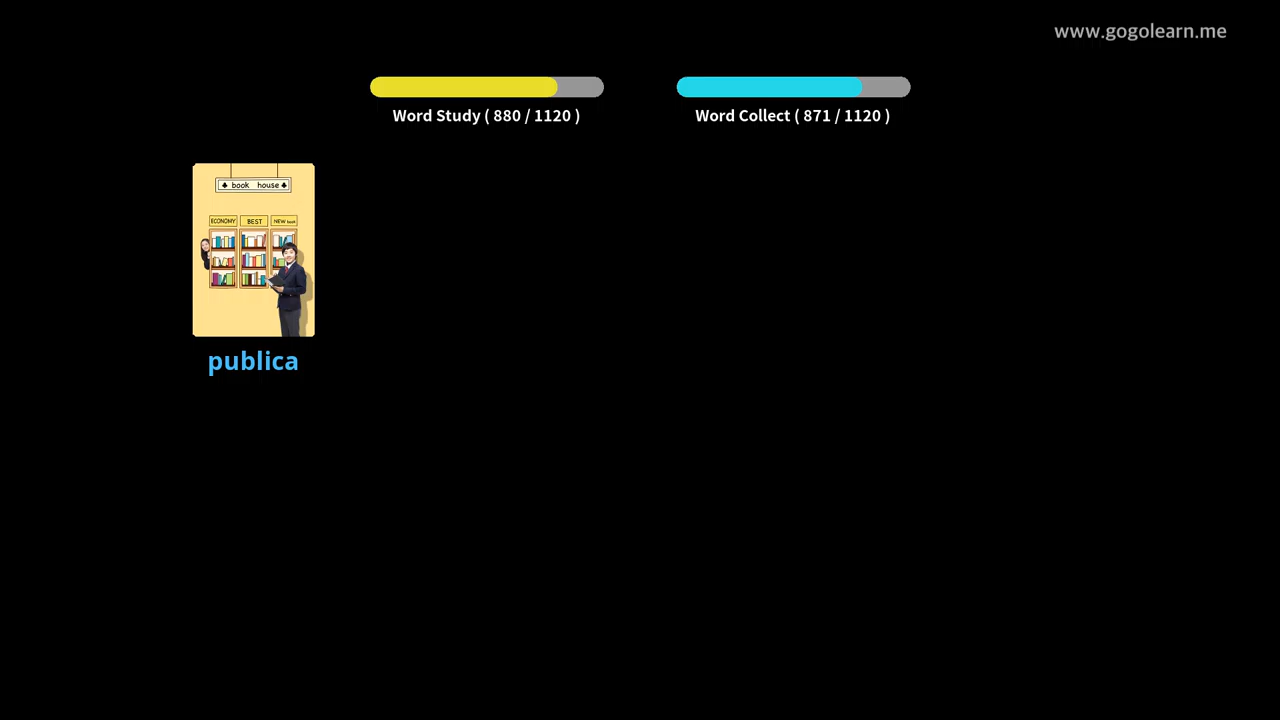 www.gogolearn.me
Word Study ( 880 / 1120 )
Word Collect ( 871 / 1120 )
♠ book house ♠
ECONOMY BEST NEW book
publica